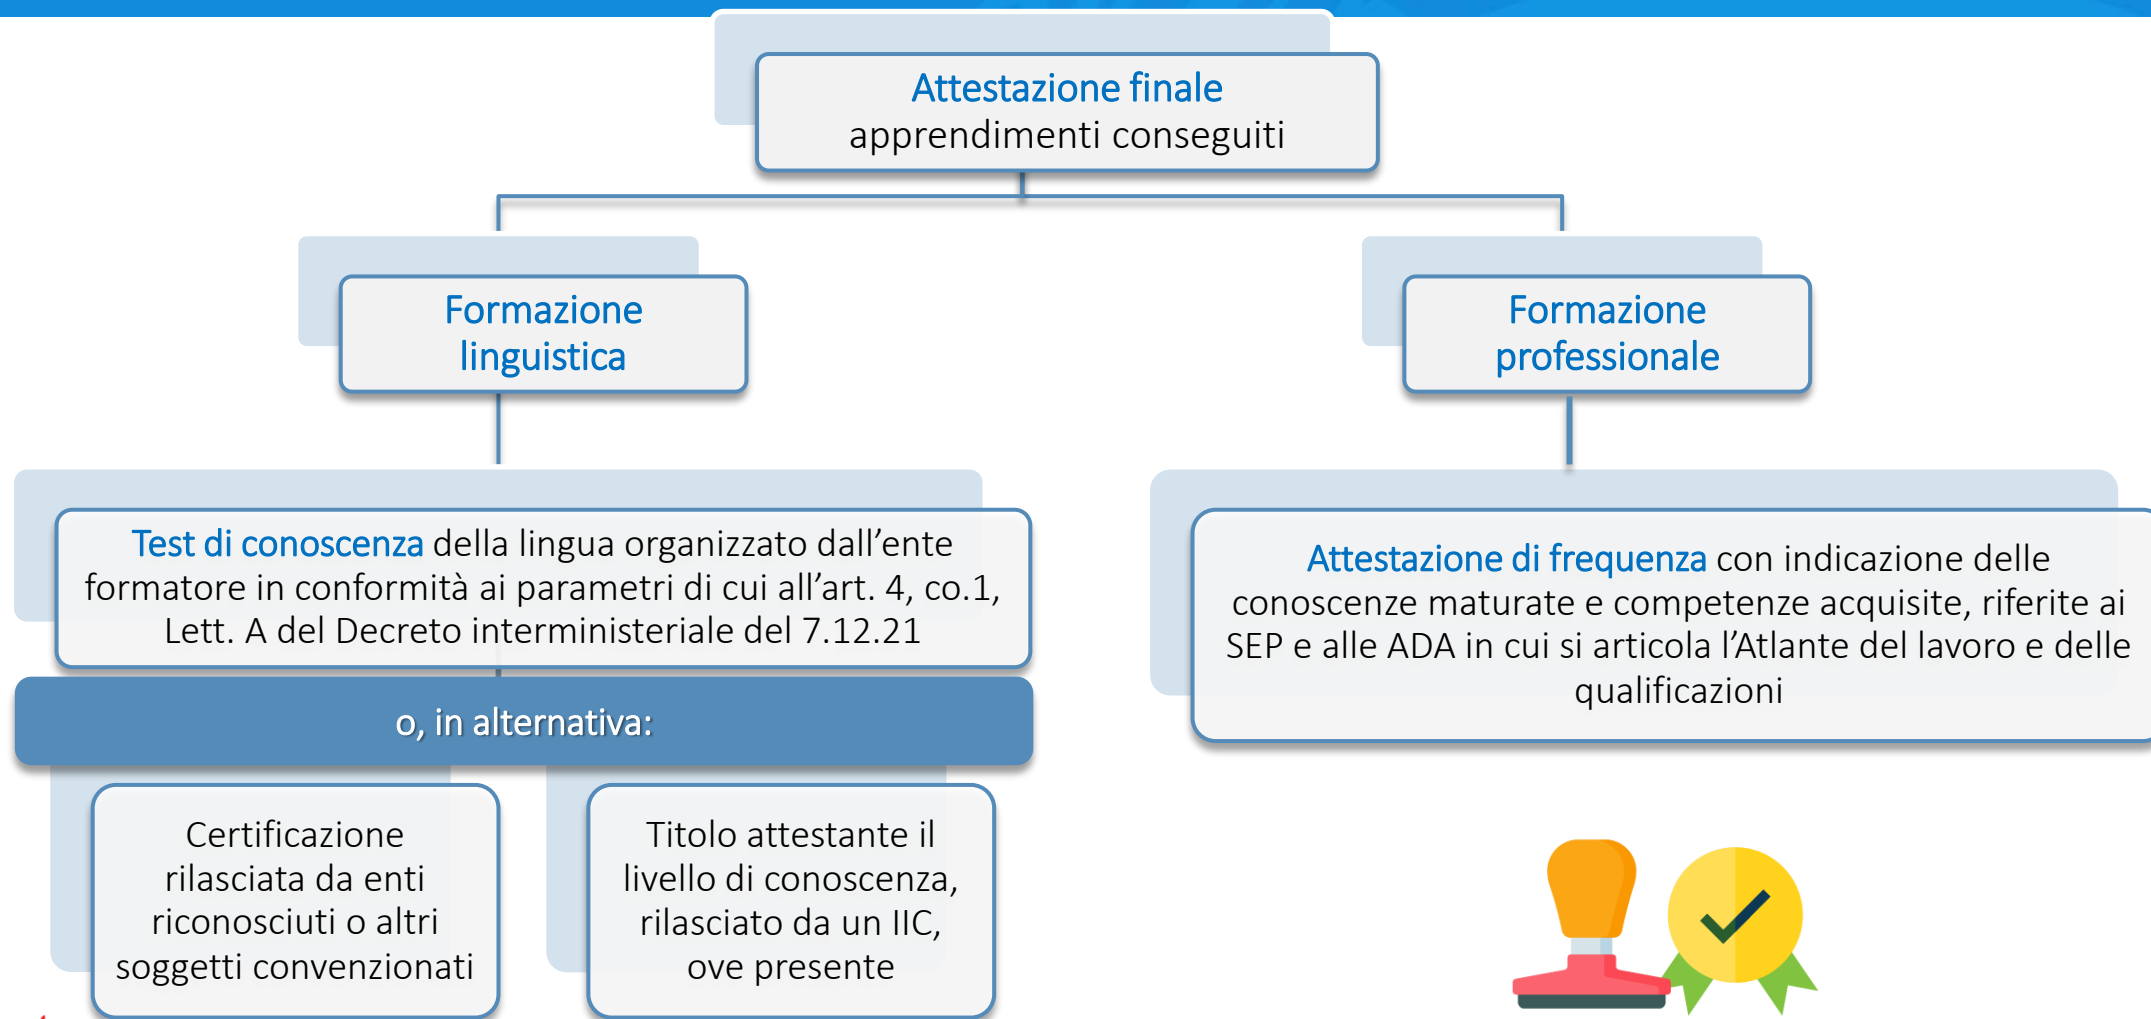 Attestazione finale
apprendimenti conseguiti
Formazione
linguistica
Formazione
professionale
Test di conoscenza della lingua organizzato dall’ente
formatore in conformità ai parametri di cui all’art. 4, co.1,
Lett. A del Decreto interministeriale del 7.12.21
Attestazione di frequenza con indicazione delle
conoscenze maturate e competenze acquisite, riferite ai
SEP e alle ADA in cui si articola l’Atlante del lavoro e delle
qualificazioni
o, in alternativa:
Certificazione
rilasciata da enti
riconosciuti o altri
soggetti convenzionati
Titolo attestante il
livello di conoscenza,
rilasciato da un IIC,
ove presente